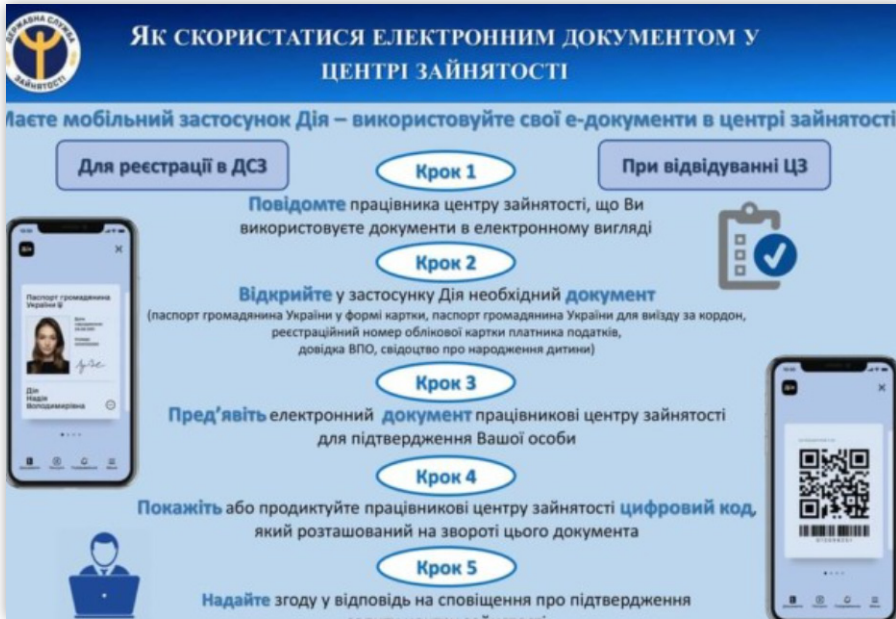 ДЕРЖАВНА СЛУЖБА
ЗАЙНЯТОСТІ
ЯК СКОРИСТАТИСЯ ЕЛЕКТРОННИМ ДОКУМЕНТОМ У
ЦЕНТРІ ЗАЙНЯТОСТІ
Маєте мобільний застосунок Дія – використовуйте свої е-документи в центрі зайнятості
Для реєстрації в ДСЗ
При відвідуванні ЦЗ
Крок 1
Повідомте працівника центру зайнятості, що Ви
використовуєте документи в електронному вигляді
Крок 2
Відкрийте у застосунку Дія необхідний документ
(паспорт громадянина України у формі картки, паспорт громадянина України для виїзду за кордон,
реєстраційний номер облікової картки платника податків,
довідка ВПО, свідоцтво про народження дитини)
Крок 3
Пред’явіть електронний документ працівникові центру зайнятості
для підтвердження Вашої особи
Крок 4
Покажіть або продиктуйте працівникові центру зайнятості цифровий код,
який розташований на звороті цього документа
Крок 5
Надайте згоду у відповідь на сповіщення про підтвердження
Дія
Паспорт громадянина
України
Дія
Надія
Володимирівна
Дія